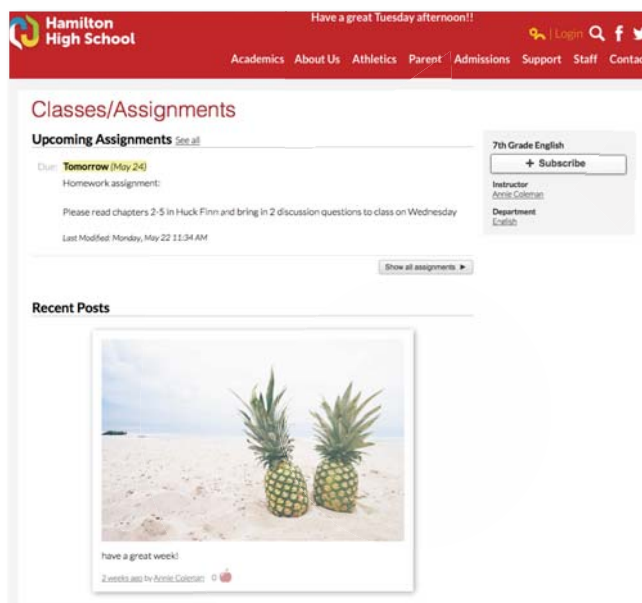 Hamilton
High School
Have a great Tuesday afternoon!!
| Login
Academics About Us Athletics Parent Admissions Support Staff Contac
Classes/Assignments
Upcoming Assignments See all
Due: Tomorrow (May 24)
Homework assignment:
Please read chapters 2-5 in Huck Finn and bring in 2 discussion questions to class on Wednesday
Last Modified: Monday, May 22 11:34 AM
Show all assignments ►
7th Grade English
+ Subscribe
Instructor
Annie Coleman
Department
English
Recent Posts
have a great week!
2 weeks ago by Annie Coleman 0